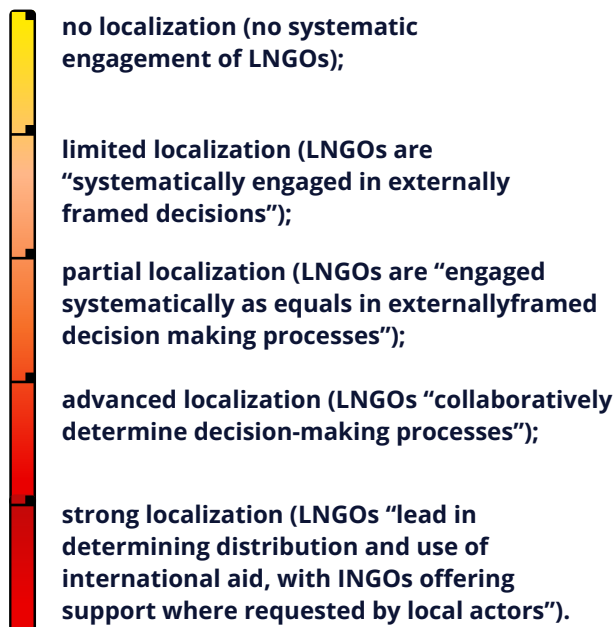 no localization (no systematic
engagement of LNGOs);
limited localization (LNGOs are
“systematically engaged in externally
framed decisions”);
partial localization (LNGOs are “engaged
systematically as equals in externallyframed
decision making processes”);
advanced localization (LNGOs “collaboratively
determine decision-making processes”);
strong localization (LNGOs “lead in
determining distribution and use of
international aid, with INGOs offering
support where requested by local actors”).